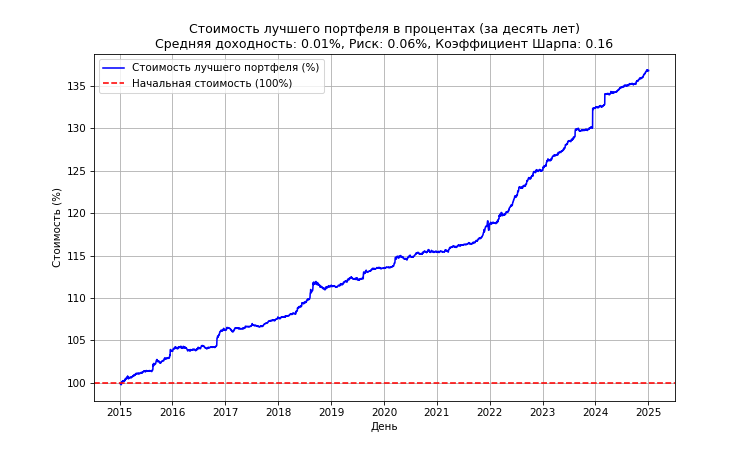 Стоимость лучшего портфеля в процентах (за десять лет)
Средняя доходность: 0.01%, Риск: 0.06%, Коэффициент Шарпа: 0.16
Стоимость лучшего портфеля (%)
Начальная стоимость (100%)
Стоимость (%)
135
130
125
120
115
110
105
100
2015 2016 2017 2018 2019 2020 2021 2022 2023 2024 2025
День